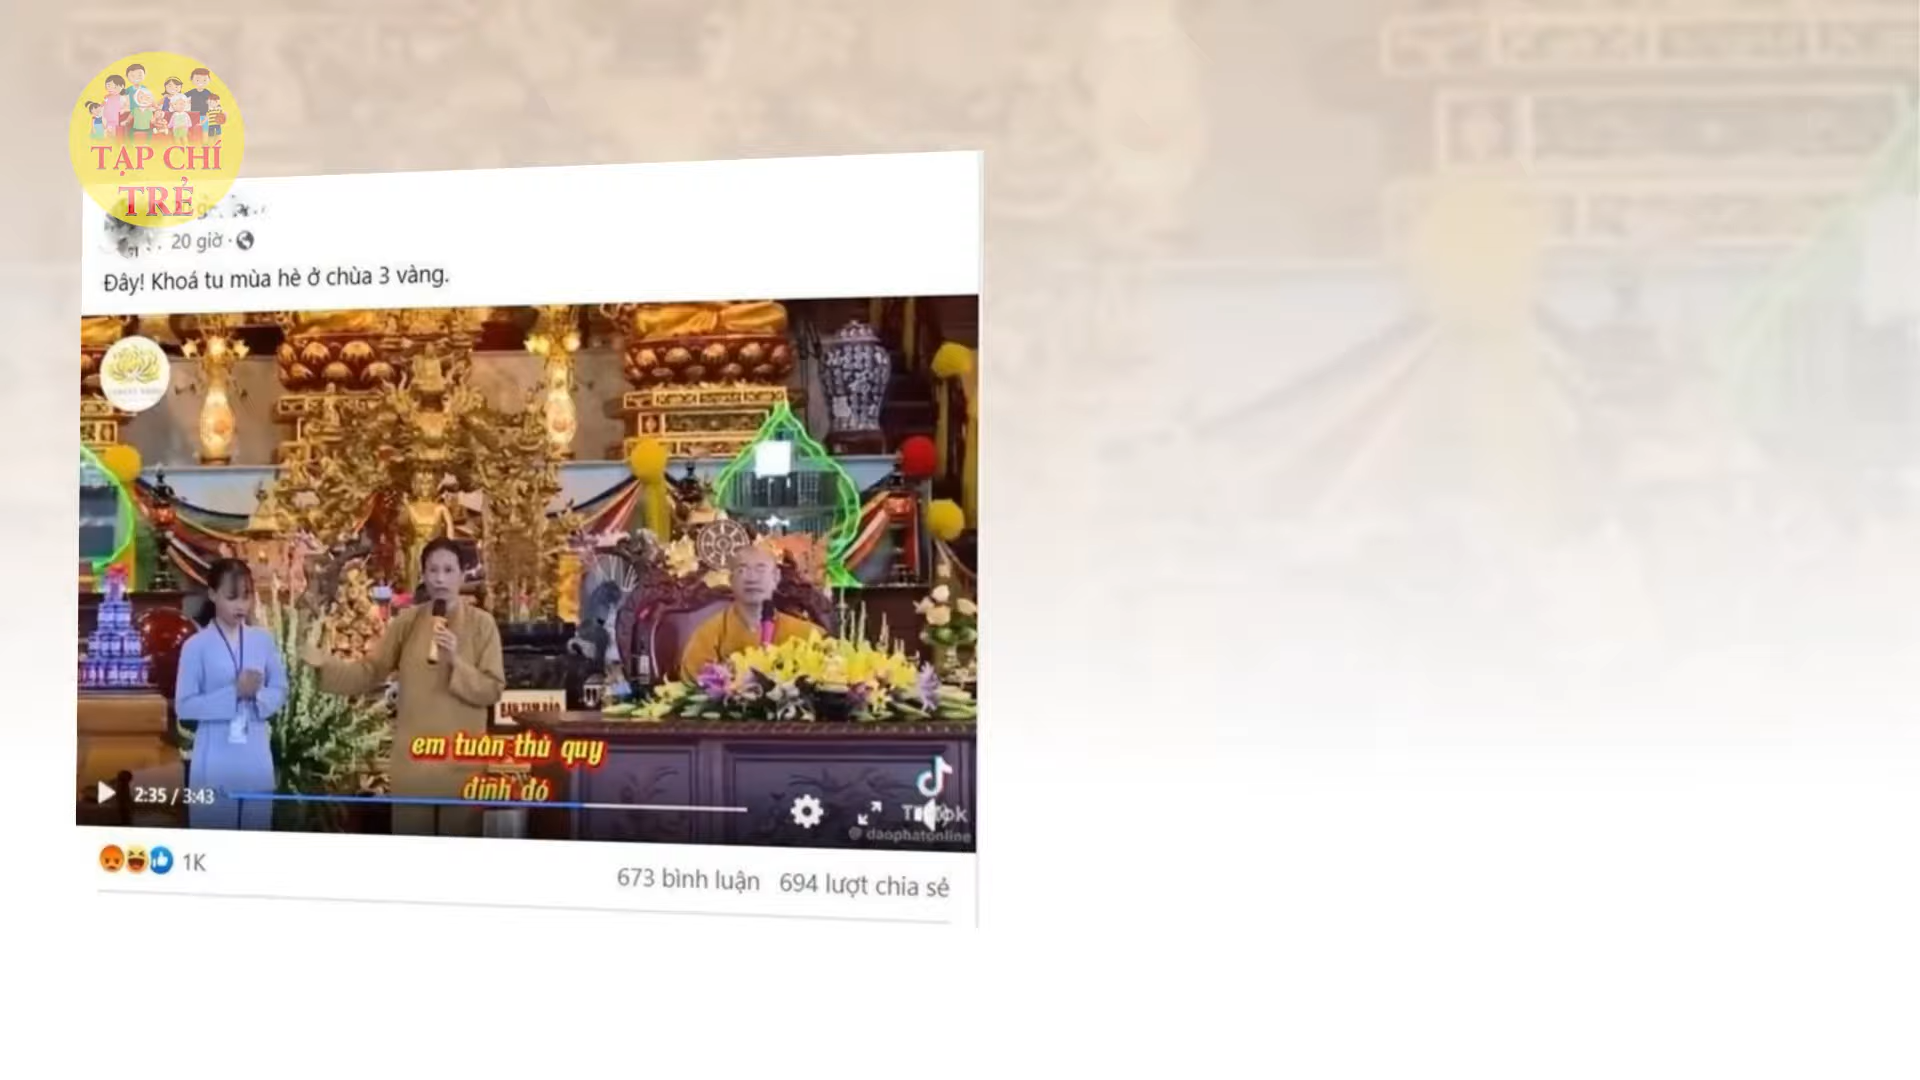 TẠP CHÍ
TRẺ
20 giờ ·
Đây! Khoá tu mùa hè ở chùa 3 vàng.
em tuân thủ quy
định đó
2:35 / 3:43
TikTok
@ daophatonline
1K
673 bình luận 694 lượt chia sẻ